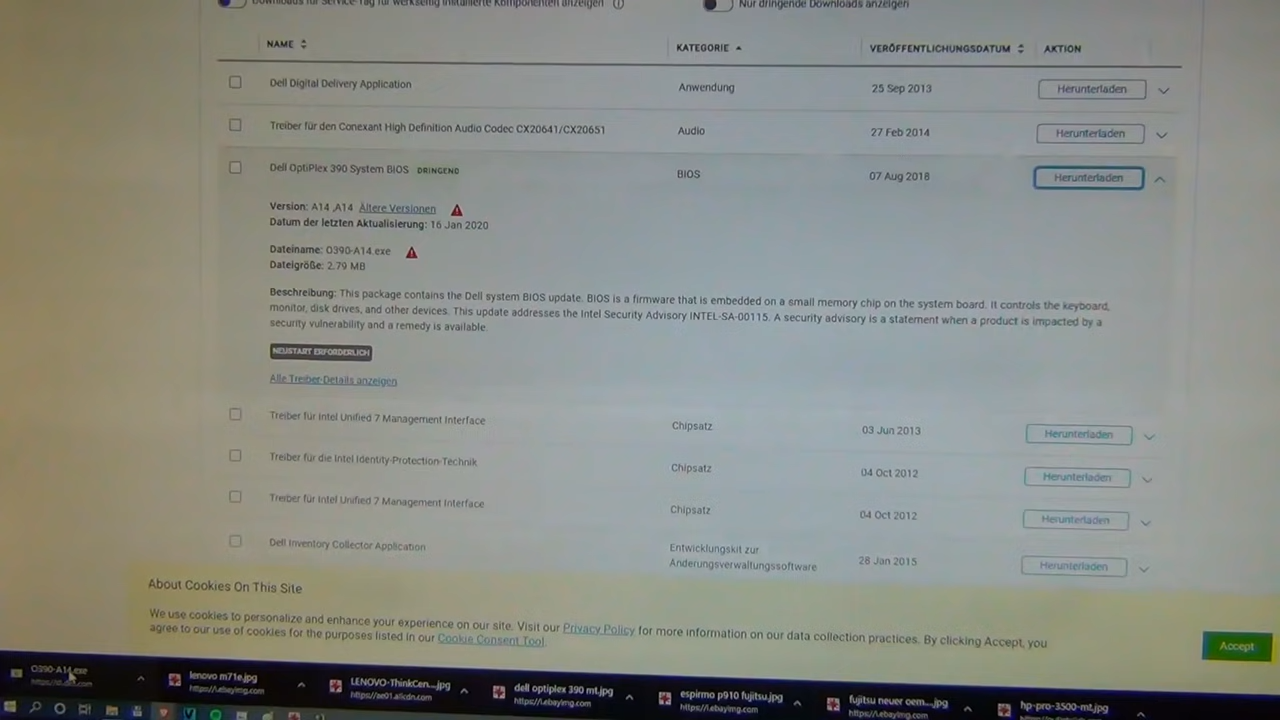 Downloads für Service-Tag für werkseitig installierte Komponenten anzeigen
Nur dringende Downloads anzeigen
NAME KATEGORIE VERÖFFENTLICHUNGSDATUM AKTION
Dell Digital Delivery Application Anwendung 25 Sep 2013 Herunterladen
Treiber für den Conexant High Definition Audio Codec CX20641/CX20651 Audio 27 Feb 2014 Herunterladen
Dell OptiPlex 390 System BIOS DRINGEND BIOS 07 Aug 2018 Herunterladen
Version: A14 ,A14 Ältere Versionen
Datum der letzten Aktualisierung: 16 Jan 2020
Dateiname: O390-A14.exe
Dateigröße: 2.79 MB
Beschreibung: This package contains the Dell system BIOS update. BIOS is a firmware that is embedded on a small memory chip on the system board. It controls the keyboard,
monitor, disk drives, and other devices. This update addresses the Intel Security Advisory INTEL-SA-00115. A security advisory is a statement when a product is impacted by a
security vulnerability and a remedy is available.
NEUSTART ERFORDERLICH
Alle Treiber-Details anzeigen
Treiber für Intel Unified 7 Management Interface Chipsatz 03 Jun 2013 Herunterladen
Treiber für die Intel Identity-Protection-Technik Chipsatz 04 Oct 2012 Herunterladen
Treiber für Intel Unified 7 Management Interface Chipsatz 04 Oct 2012 Herunterladen
Dell Inventory Collector Application Entwicklungskit zur 28 Jan 2015 Herunterladen
Änderungsverwaltungssoftware
About Cookies On This Site
We use cookies to personalize and enhance your experience on our site. Visit our Privacy Policy for more information on our data collection practices. By clicking Accept, you
agree to our use of cookies for the purposes listed in our Cookie Consent Tool.
Accept
O390-A14.exe lenovo m71e.jpg LENOVO-ThinkCen....jpg dell optiplex 390 mt.jpg espirmo p910 fujitsu.jpg fujitsu neuer oem....jpg hp-pro-3500-mt.jpg
https://i.ebayimg.com https://ae01.alicdn.com https://i.ebayimg.com https://i.ebayimg.com https://i.ebayimg.com